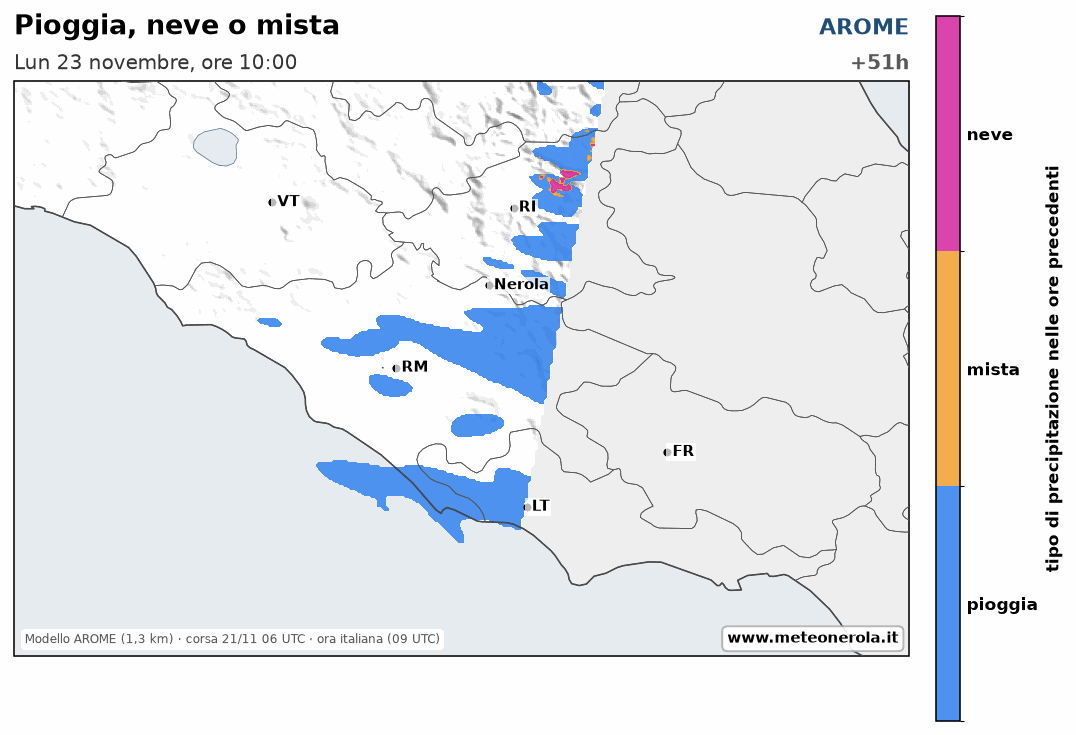 Pioggia, neve o mista
AROME
Lun 23 novembre, ore 10:00
+51h
neve
mista
pioggia
tipo di precipitazione nelle ore precedenti
VT
RI
Nerola
RM
FR
LT
Modello AROME (1,3 km) · corsa 21/11 06 UTC · ora italiana (09 UTC)
www.meteonerola.it